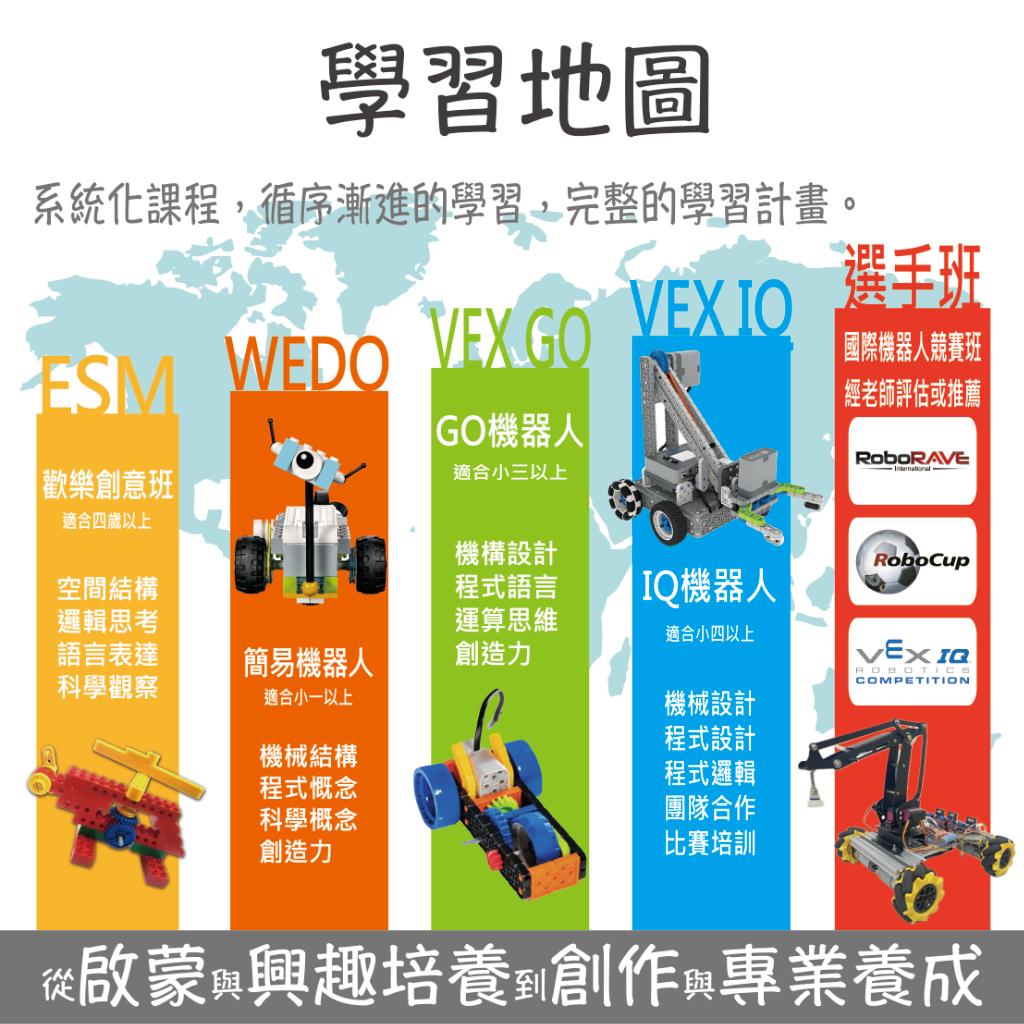 學習地圖
系統化課程，循序漸進的學習，完整的學習計畫。
ESM
歡樂創意班
適合四歲以上
空間結構
邏輯思考
語言表達
科學觀察
WEDO
簡易機器人
適合小一以上
機械結構
程式慨念
科學概念
創造力
VEX GO
GO機器人
適合小三以上
機構設計
程式語言
運算思維
創造力
VEX IQ
IQ機器人
適合小四以上
機械設計
程式設計
程式邏輯
團隊合作
比賽培訓
選手班
國際機器人競賽班
經老師評估或推薦
RoboRAVE
International
RoboCup
VEX IQ
ROBOTICS
COMPETITION
從啟蒙與興趣培養到創作與專業養成